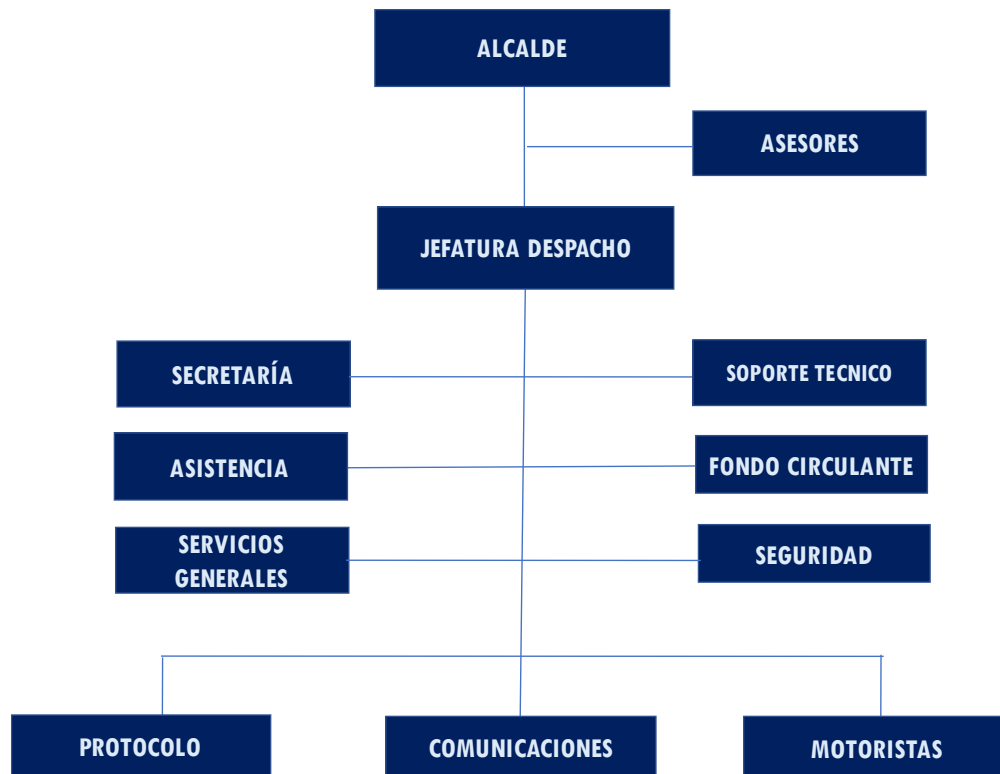 ALCALDE
ASESORES
JEFATURA DESPACHO
SECRETARÍA
SOPORTE TECNICO
ASISTENCIA
FONDO CIRCULANTE
SERVICIOS
GENERALES
SEGURIDAD
PROTOCOLO
COMUNICACIONES
MOTORISTAS